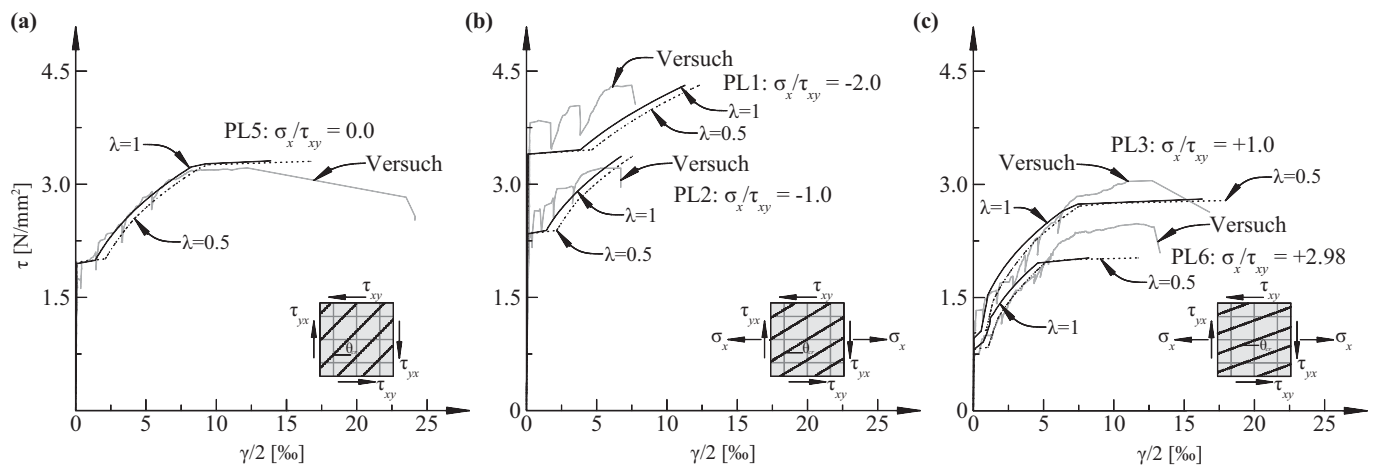 (a)
4.5
3.0
1.5
0
τ [N/mm²]
PL5: σx/τxy = 0.0
λ=1
Versuch
λ=0.5
τxy
τyx
θ
τyx
τxy
0 5 10 15 20 25
γ/2 [‰]
(b)
4.5
3.0
1.5
0
Versuch
PL1: σx/τxy = -2.0
λ=1
λ=0.5
Versuch
PL2: σx/τxy = -1.0
λ=1
λ=0.5
τxy
τyx
σx
θ
σx
τyx
τxy
0 5 10 15 20 25
γ/2 [‰]
(c)
4.5
3.0
1.5
0
Versuch
PL3: σx/τxy = +1.0
λ=0.5
λ=1
Versuch
PL6: σx/τxy = +2.98
λ=0.5
λ=1
τxy
τyx
σx
θ
σx
τyx
τxy
0 5 10 15 20 25
γ/2 [‰]